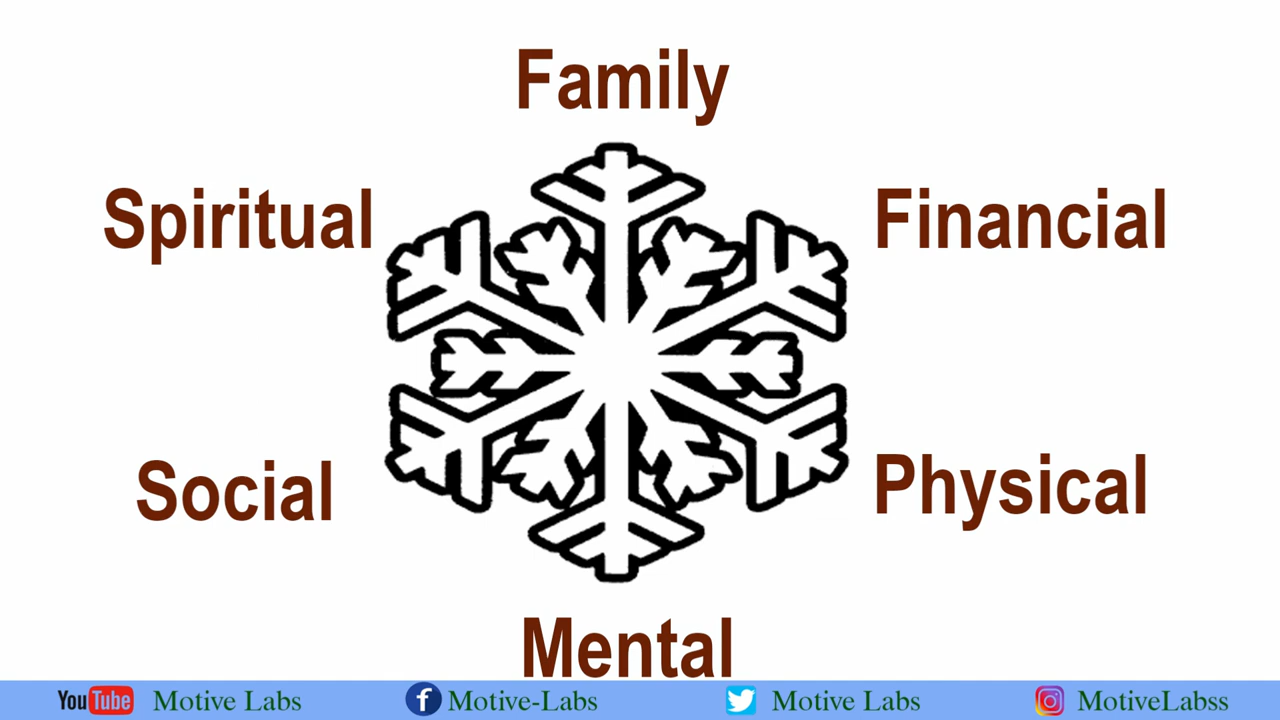 Family
Spiritual
Financial
Social
Physical
Mental
YouTube Motive Labs
f Motive-Labs
Motive Labs
MotiveLabss